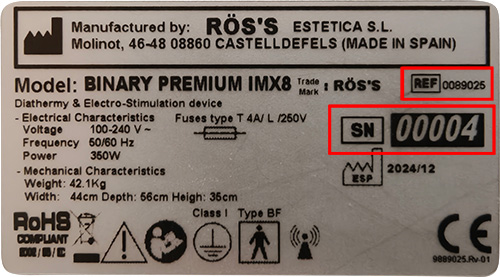 Manufactured by: RÖS'S ESTETICA S.L.
Molinot, 46-48 08860 CASTELLDEFELS (MADE IN SPAIN)
Model: BINARY PREMIUM IMX8 Trade Mark : RÖS'S REF 0089025
Diathermy & Electro-Stimulation device
- Electrical Characteristics Fuses type T 4A/ L /250V
Voltage 100-240 V~
Frequency 50/60 Hz
Power 350W
SN 00004
- Mechanical Characteristics
Weight: 42.1Kg
Width: 44cm Depth: 56cm Heigh: 35cm
ESP 2024/12
RoHS
COMPLIANT
Class I Type BF
CE
9889025.Rv-01